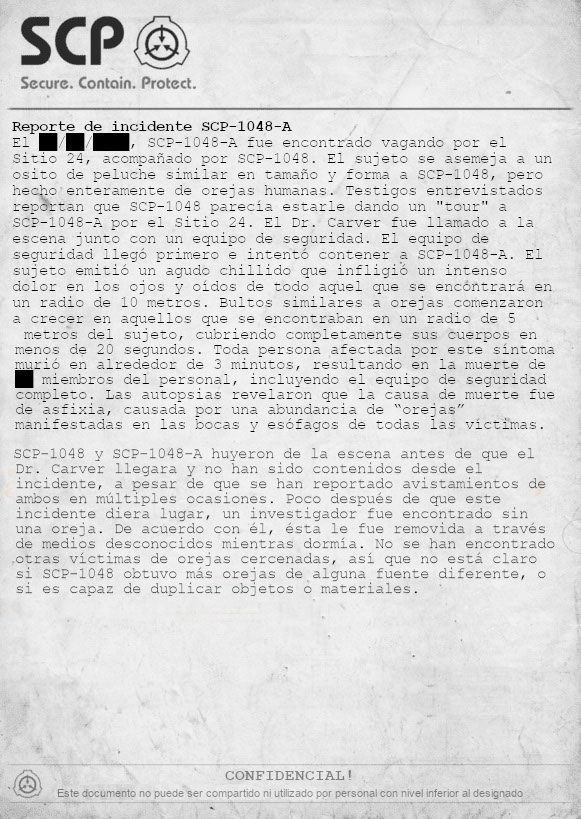 SCP
Secure. Contain. Protect.
Reporte de incidente SCP-1048-A
El ██/██/████, SCP-1048-A fue encontrado vagando por el
Sitio 24, acompañado por SCP-1048. El sujeto se asemeja a un
osito de peluche similar en tamaño y forma a SCP-1048, pero
hecho enteramente de orejas humanas. Testigos entrevistados
reportan que SCP-1048 parecía estarle dando un "tour" a
SCP-1048-A por el Sitio 24. El Dr. Carver fue llamado a la
escena junto con un equipo de seguridad. El equipo de
seguridad llegó primero e intentó contener a SCP-1048-A. El
sujeto emitió un agudo chillido que infligió un intenso
dolor en los ojos y oídos de todo aquel que se encontrará en
un radio de 10 metros. Bultos similares a orejas comenzaron
a crecer en aquellos que se encontraban en un radio de 5
metros del sujeto, cubriendo completamente sus cuerpos en
menos de 20 segundos. Toda persona afectada por este síntoma
murió en alrededor de 3 minutos, resultando en la muerte de
██ miembros del personal, incluyendo el equipo de seguridad
completo. Las autopsias revelaron que la causa de muerte fue
de asfixia, causada por una abundancia de “orejas”
manifestadas en las bocas y esófagos de todas las víctimas.
SCP-1048 y SCP-1048-A huyeron de la escena antes de que el
Dr. Carver llegara y no han sido contenidos desde el
incidente, a pesar de que se han reportado avistamientos de
ambos en múltiples ocasiones. Poco después de que este
incidente diera lugar, un investigador fue encontrado sin
una oreja. De acuerdo con él, ésta le fue removida a través
de medios desconocidos mientras dormía. No se han encontrado
otras víctimas de orejas cercenadas, así que no está claro
si SCP-1048 obtuvo más orejas de alguna fuente diferente, o
si es capaz de duplicar objetos o materiales.
CONFIDENCIAL!
Este documento no puede ser compartido ni utilizado por personal con nivel inferior al designado